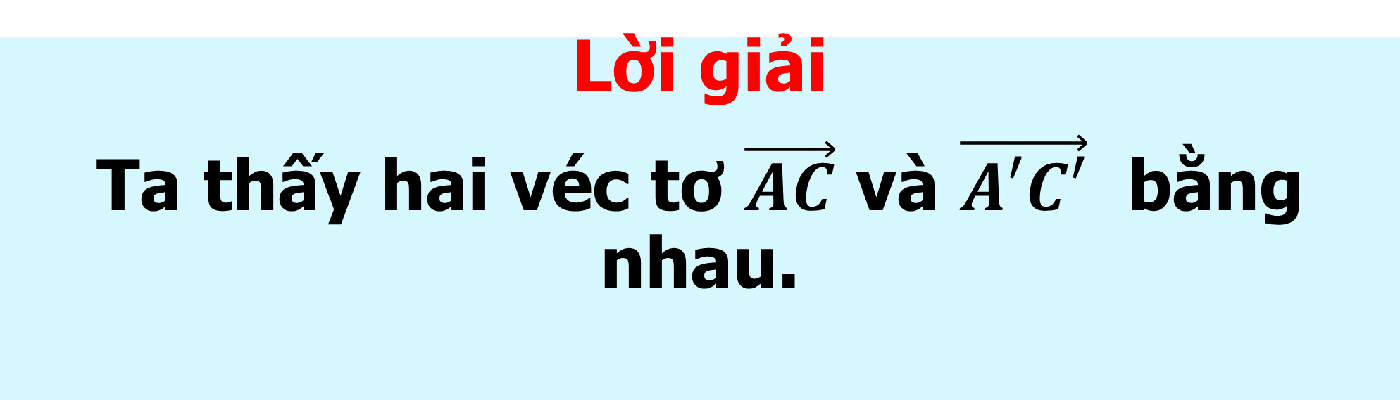 Lời giải
Ta thấy hai véc tơ $\overrightarrow{AC}$ và $\overrightarrow{A'C'}$ bằng
nhau.